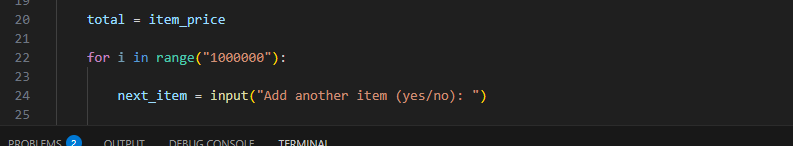 19
20 total = item_price
21
22 for i in range("1000000"):
23
24 next_item = input("Add another item (yes/no): ")
25
PROBLEMS 2 OUTPUT DEBUG CONSOLE TERMINAL